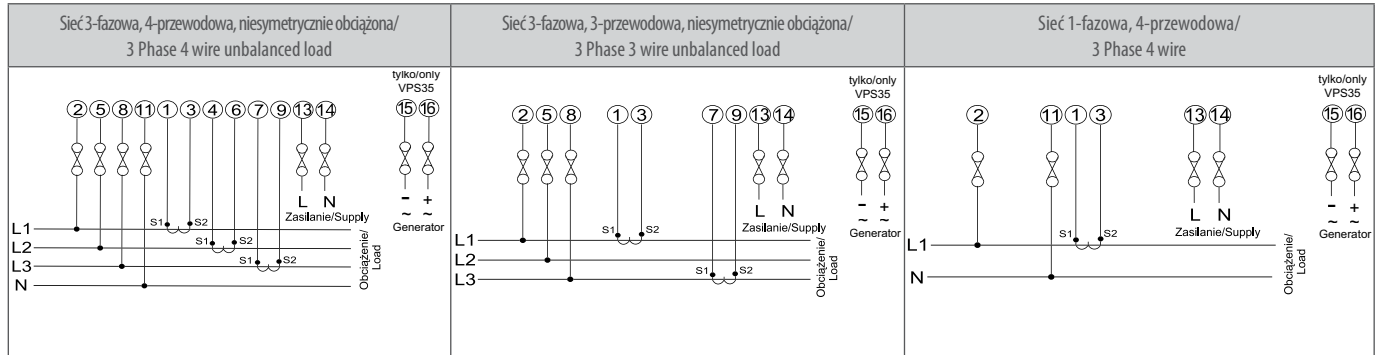 Sieć 3-fazowa, 4-przewodowa, niesymetrycznie obciążona/
3 Phase 4 wire unbalanced load
tylko/only
VPS35
2 5 8 11 1 3 4 6 7 9 13 14 15 16
L N - +
~ ~
Zasilanie/Supply Generator
L1 S1 S2
L2 S1 S2
L3 S1 S2
N
Obciążenie/
Load
Sieć 3-fazowa, 3-przewodowa, niesymetrycznie obciążona/
3 Phase 3 wire unbalanced load
tylko/only
VPS35
2 5 8 1 3 7 9 13 14 15 16
L N - +
~ ~
Zasilanie/Supply Generator
L1 S1 S2
L2
L3 S1 S2
Obciążenie/
Load
Sieć 1-fazowa, 4-przewodowa/
3 Phase 4 wire
tylko/only
VPS35
2 11 1 3 13 14 15 16
L N - +
~ ~
Zasilanie/Supply Generator
L1 S1 S2
N
Obciążenie/
Load